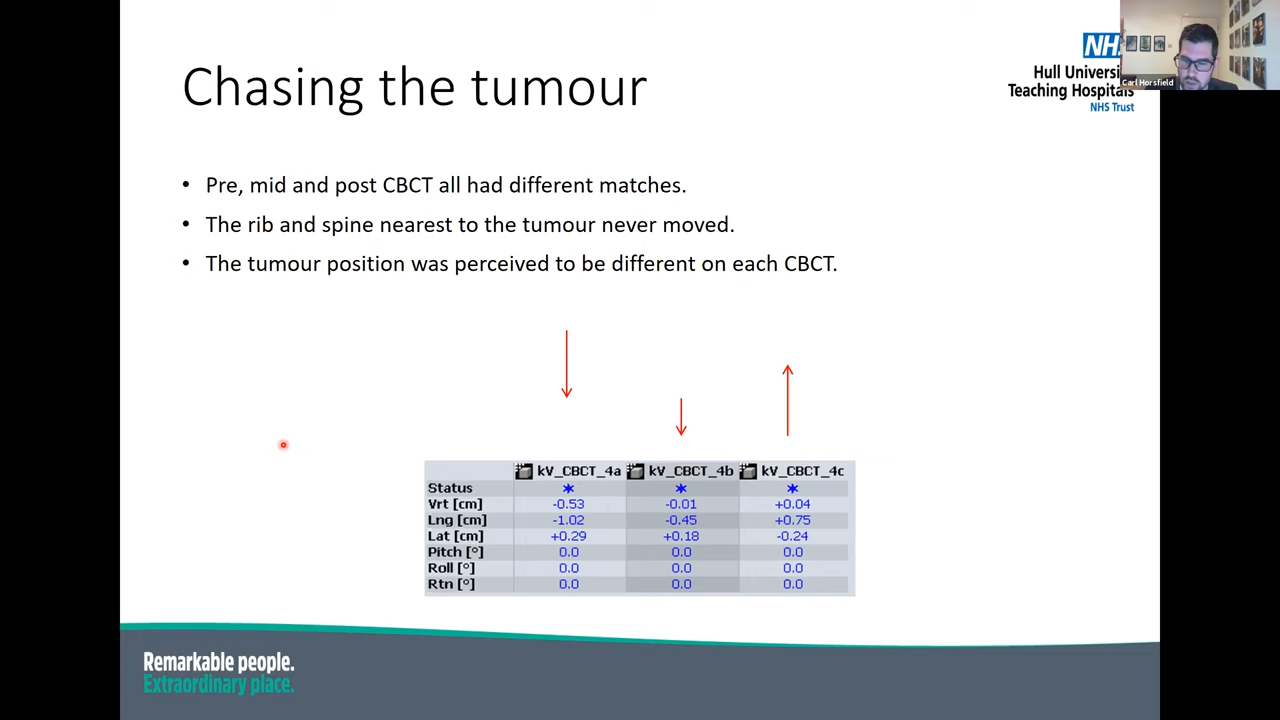 Chasing the tumour
NH
Hull Universi
Teaching Hospitals
NHS Trust
Carl Horsfield
• Pre, mid and post CBCT all had different matches.
• The rib and spine nearest to the tumour never moved.
• The tumour position was perceived to be different on each CBCT.
kV_CBCT_4a kV_CBCT_4b kV_CBCT_4c
Status * * *
Vrt [cm] -0.53 -0.01 +0.04
Lng [cm] -1.02 -0.45 +0.75
Lat [cm] +0.29 +0.18 -0.24
Pitch [°] 0.0 0.0 0.0
Roll [°] 0.0 0.0 0.0
Rtn [°] 0.0 0.0 0.0
Remarkable people.
Extraordinary place.